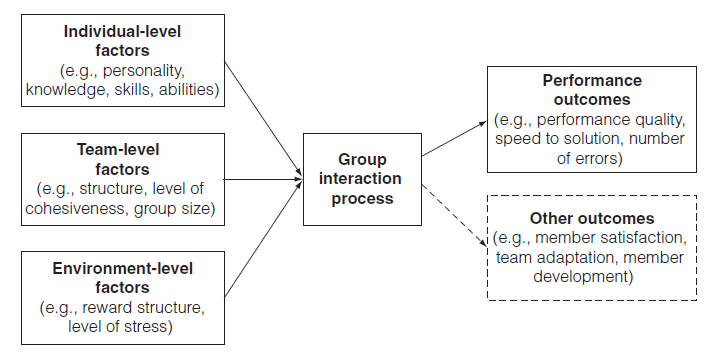 Individual-level
factors
(e.g., personality,
knowledge, skills, abilities)
Team-level
factors
(e.g., structure, level of
cohesiveness, group size)
Environment-level
factors
(e.g., reward structure,
level of stress)
Group
interaction
process
Performance
outcomes
(e.g., performance quality,
speed to solution, number
of errors)
Other outcomes
(e.g., member satisfaction,
team adaptation, member
development)